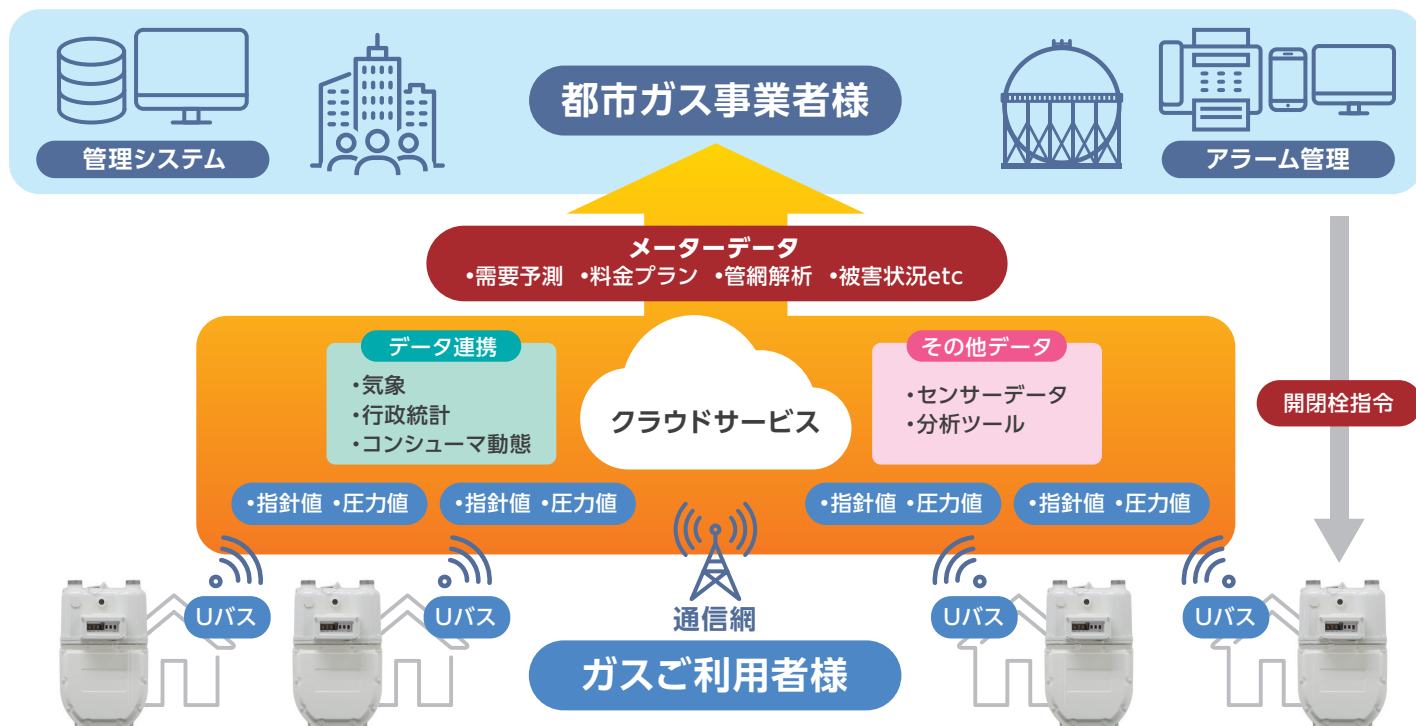 都市ガス事業者様
管理システム
アラーム管理
メーターデータ
・需要予測 ・料金プラン ・管網解析 ・被害状況etc
データ連携
・気象
・行政統計
・コンシューマ動態
クラウドサービス
その他データ
・センサーデータ
・分析ツール
開閉栓指令
・指針値 ・圧力値
・指針値 ・圧力値
・指針値 ・圧力値
・指針値 ・圧力値
Uバス
Uバス
通信網
Uバス
Uバス
ガスご利用者様